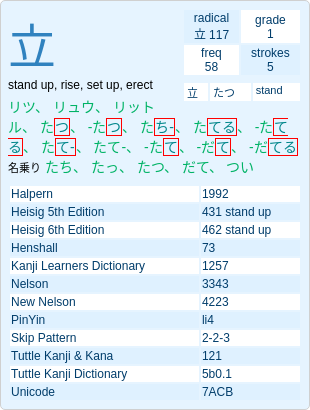 立
radical
立 117
grade
1
freq
58
strokes
5
stand up, rise, set up, erect
立 たつ stand
リツ、 リュウ、 リット
ル、 たつ、 -たつ、 たち-、 たてる、 -たて
る、 たて-、 たて-、 -たて、 -だて、 -だてる
名乗り たち、 たっ、 たつ、 だて、 つい
Halpern 1992
Heisig 5th Edition 431 stand up
Heisig 6th Edition 462 stand up
Henshall 73
Kanji Learners Dictionary 1257
Nelson 3343
New Nelson 4223
PinYin li4
Skip Pattern 2-2-3
Tuttle Kanji & Kana 121
Tuttle Kanji Dictionary 5b0.1
Unicode 7ACB